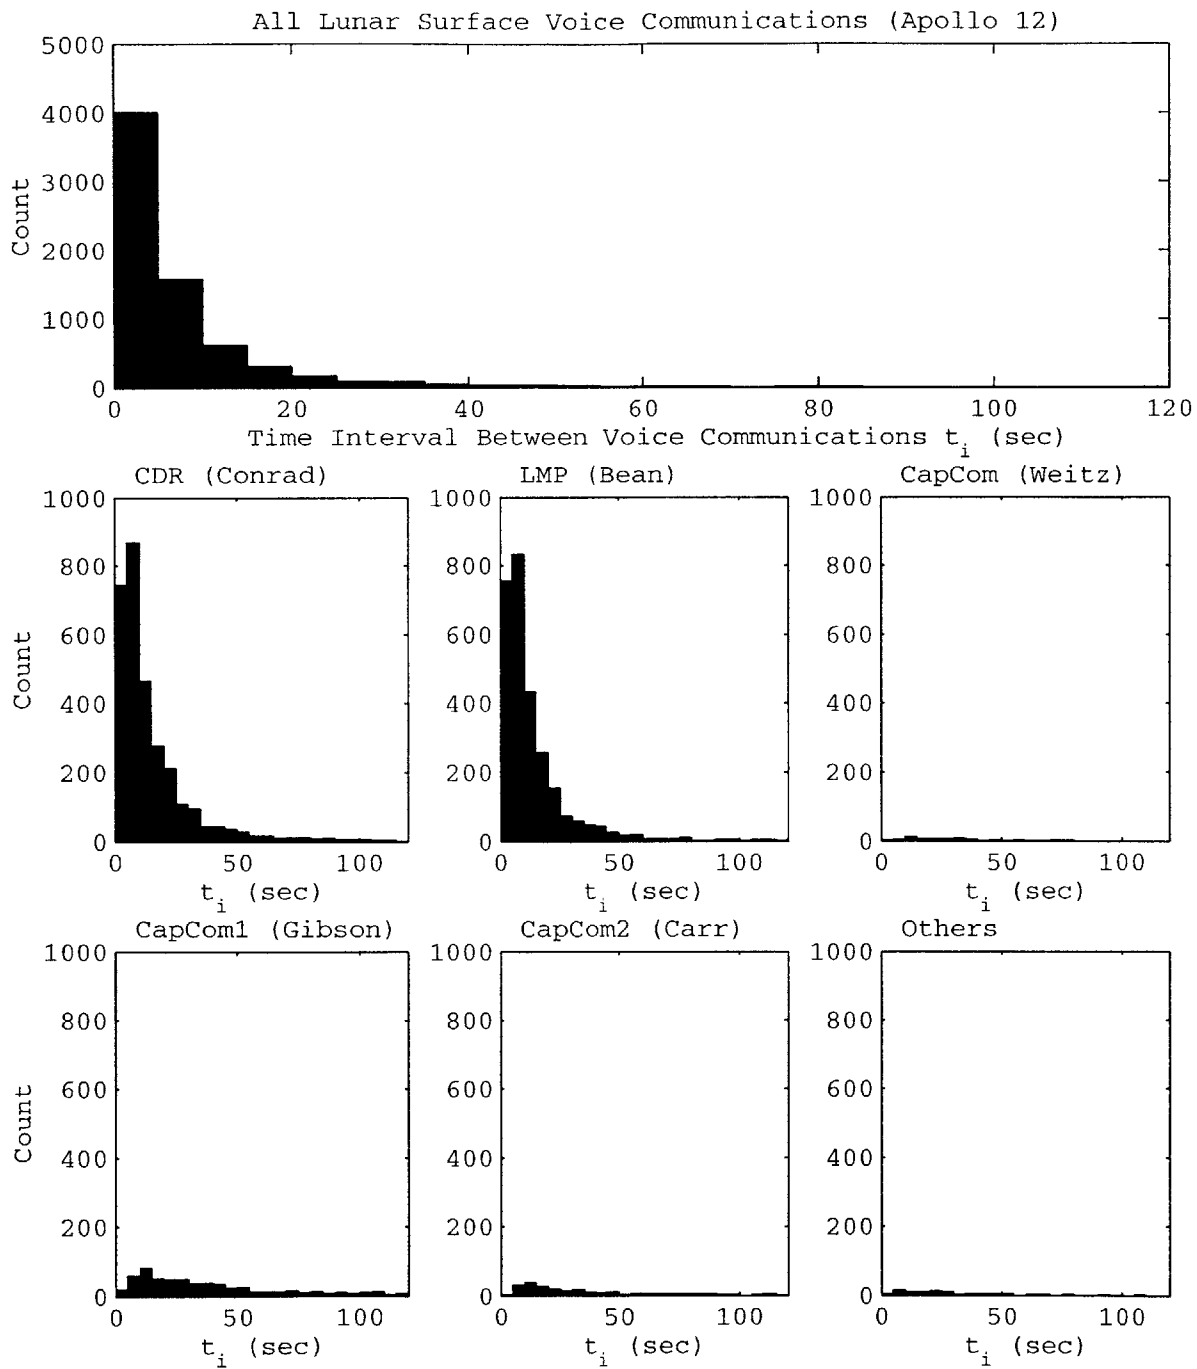 All Lunar Surface Voice Communications (Apollo 12)
5000
4000
3000
2000
1000
0
Count
0 20 40 60 80 100 120
Time Interval Between Voice Communications t_i (sec)
CDR (Conrad) LMP (Bean) CapCom (Weitz)
1000 1000 1000
800 800 800
600 600 600
Count
400 400 400
200 200 200
0 0 0
0 50 100 0 50 100 0 50 100
t_i (sec) t_i (sec) t_i (sec)
CapCom1 (Gibson) CapCom2 (Carr) Others
1000 1000 1000
800 800 800
600 600 600
Count
400 400 400
200 200 200
0 0 0
0 50 100 0 50 100 0 50 100
t_i (sec) t_i (sec) t_i (sec)